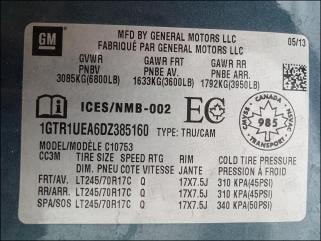 GM
MFD BY GENERAL MOTORS LLC
FABRIQUÉ PAR GENERAL MOTORS LLC
05/13
GVWR GAWR FRT GAWR RR
PNBV PNBE AV PNBE ARR
3085KG(6800LB) 1633KG(3600LB) 1792KG(3950LB)
ICES/NMB-002
EC
CANADA
CMVSS NSVAC
985
TRANSPORT
1GTR1UEA6DZ385160 TYPE: TRU/CAM
MODEL/MODÈLE C10753
CC3M TIRE SIZE SPEED RTG RIM COLD TIRE PRESSURE
DIM. PNEU COTE VITESSE JANTE PRESSION À FROID
FRT/AV. LT245/70R17C Q 17X7.5J 310 KPA(45PSI)
RR/ARR. LT245/70R17C Q 17X7.5J 310 KPA(45PSI)
SPA/SOS LT245/70R17C Q 17X7.5J 340 KPA(50PSI)